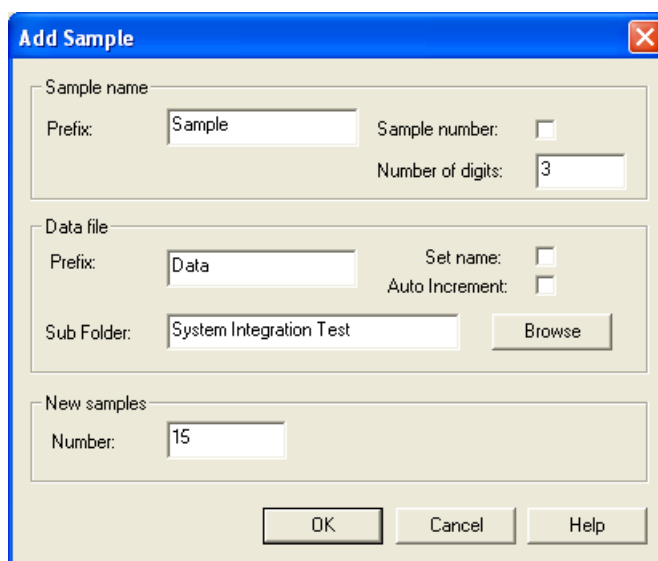 Add Sample
Sample name
Prefix: Sample Sample number:
Number of digits: 3
Data file
Prefix: Data Set name:
Auto Increment:
Sub Folder: System Integration Test Browse
New samples
Number: 15
OK Cancel Help